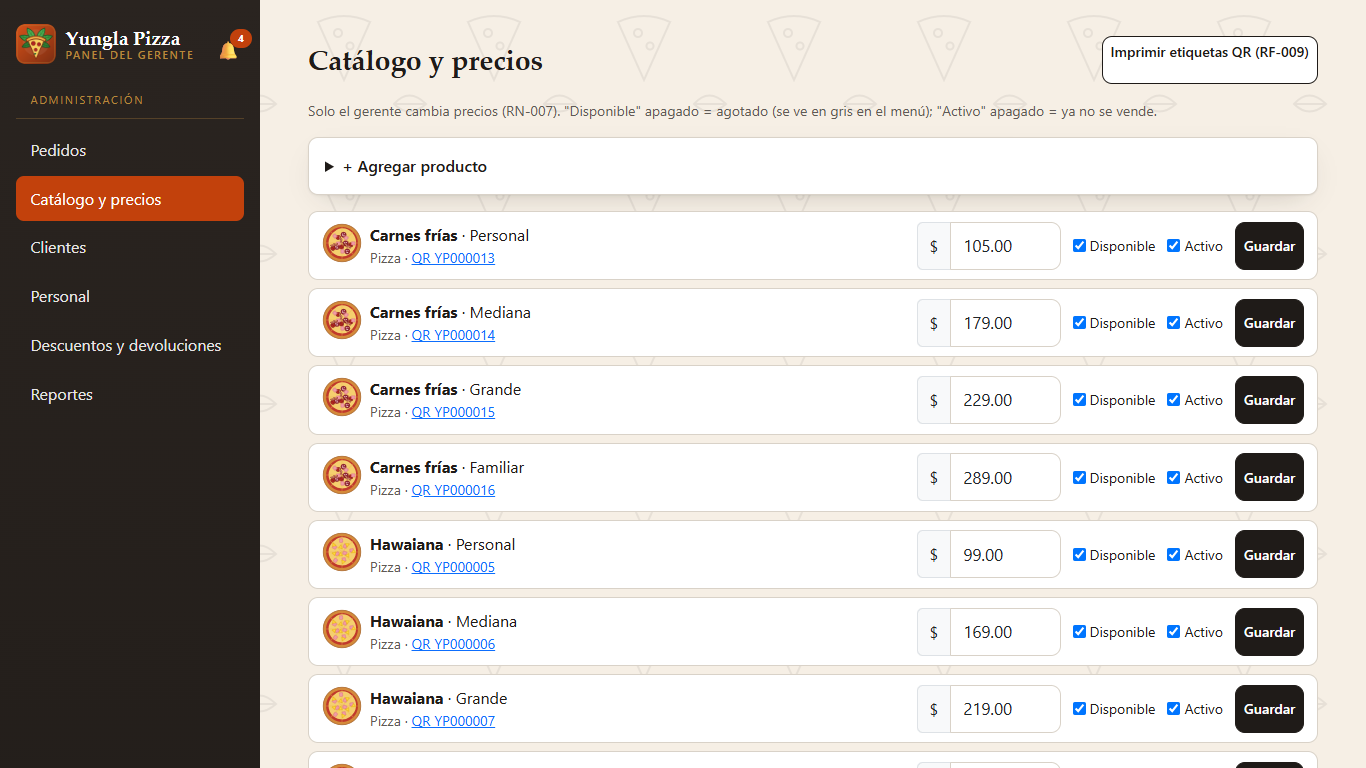 Yungla Pizza
PANEL DEL GERENTE
4
ADMINISTRACIÓN
Pedidos
Catálogo y precios
Clientes
Personal
Descuentos y devoluciones
Reportes
Catálogo y precios
Imprimir etiquetas QR (RF-009)
Solo el gerente cambia precios (RN-007). "Disponible" apagado = agotado (se ve en gris en el menú); "Activo" apagado = ya no se vende.
+ Agregar producto
Carnes frías · Personal
Pizza · QR YP000013
$ 105.00 Disponible Activo Guardar
Carnes frías · Mediana
Pizza · QR YP000014
$ 179.00 Disponible Activo Guardar
Carnes frías · Grande
Pizza · QR YP000015
$ 229.00 Disponible Activo Guardar
Carnes frías · Familiar
Pizza · QR YP000016
$ 289.00 Disponible Activo Guardar
Hawaiana · Personal
Pizza · QR YP000005
$ 99.00 Disponible Activo Guardar
Hawaiana · Mediana
Pizza · QR YP000006
$ 169.00 Disponible Activo Guardar
Hawaiana · Grande
Pizza · QR YP000007
$ 219.00 Disponible Activo Guardar